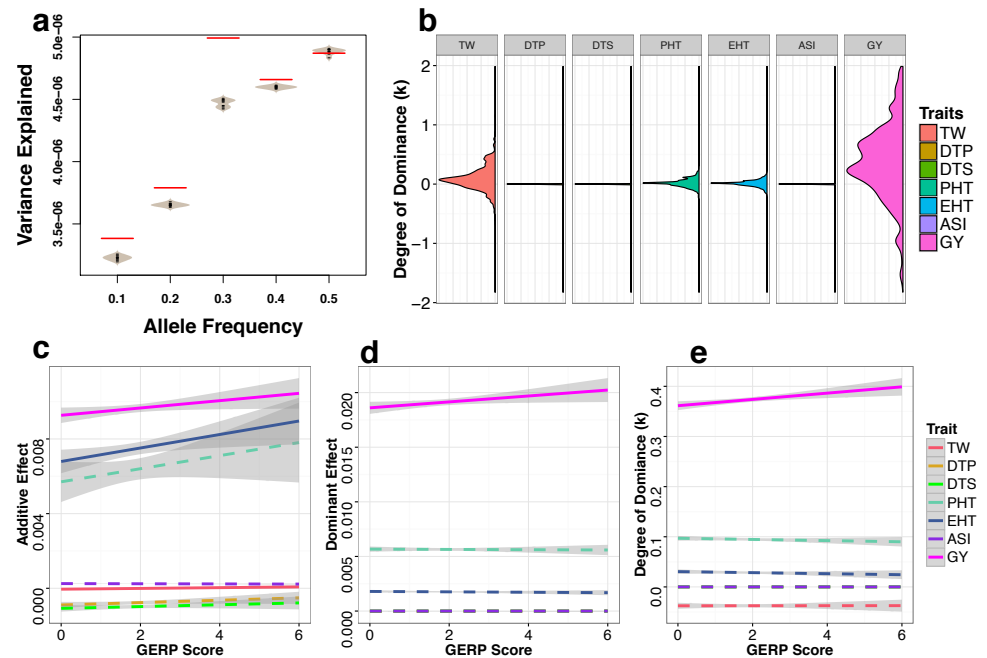 a
Variance Explained
5.0e-06
4.5e-06
4.0e-06
3.5e-06
0.1 0.2 0.3 0.4 0.5
Allele Frequency
b
Degree of Dominance (k)
TW DTP DTS PHT EHT ASI GY
2
1
0
−1
−2
Traits
TW
DTP
DTS
PHT
EHT
ASI
GY
c
Additive Effect
0.008
0.004
0.000
0 2 4 6
GERP Score
d
Dominant Effect
0.020
0.015
0.010
0.005
0.000
0 2 4 6
GERP Score
e
Degree of Domiance (k)
0.4
0.3
0.2
0.1
0.0
0 2 4 6
GERP Score
Trait
TW
DTP
DTS
PHT
EHT
ASI
GY